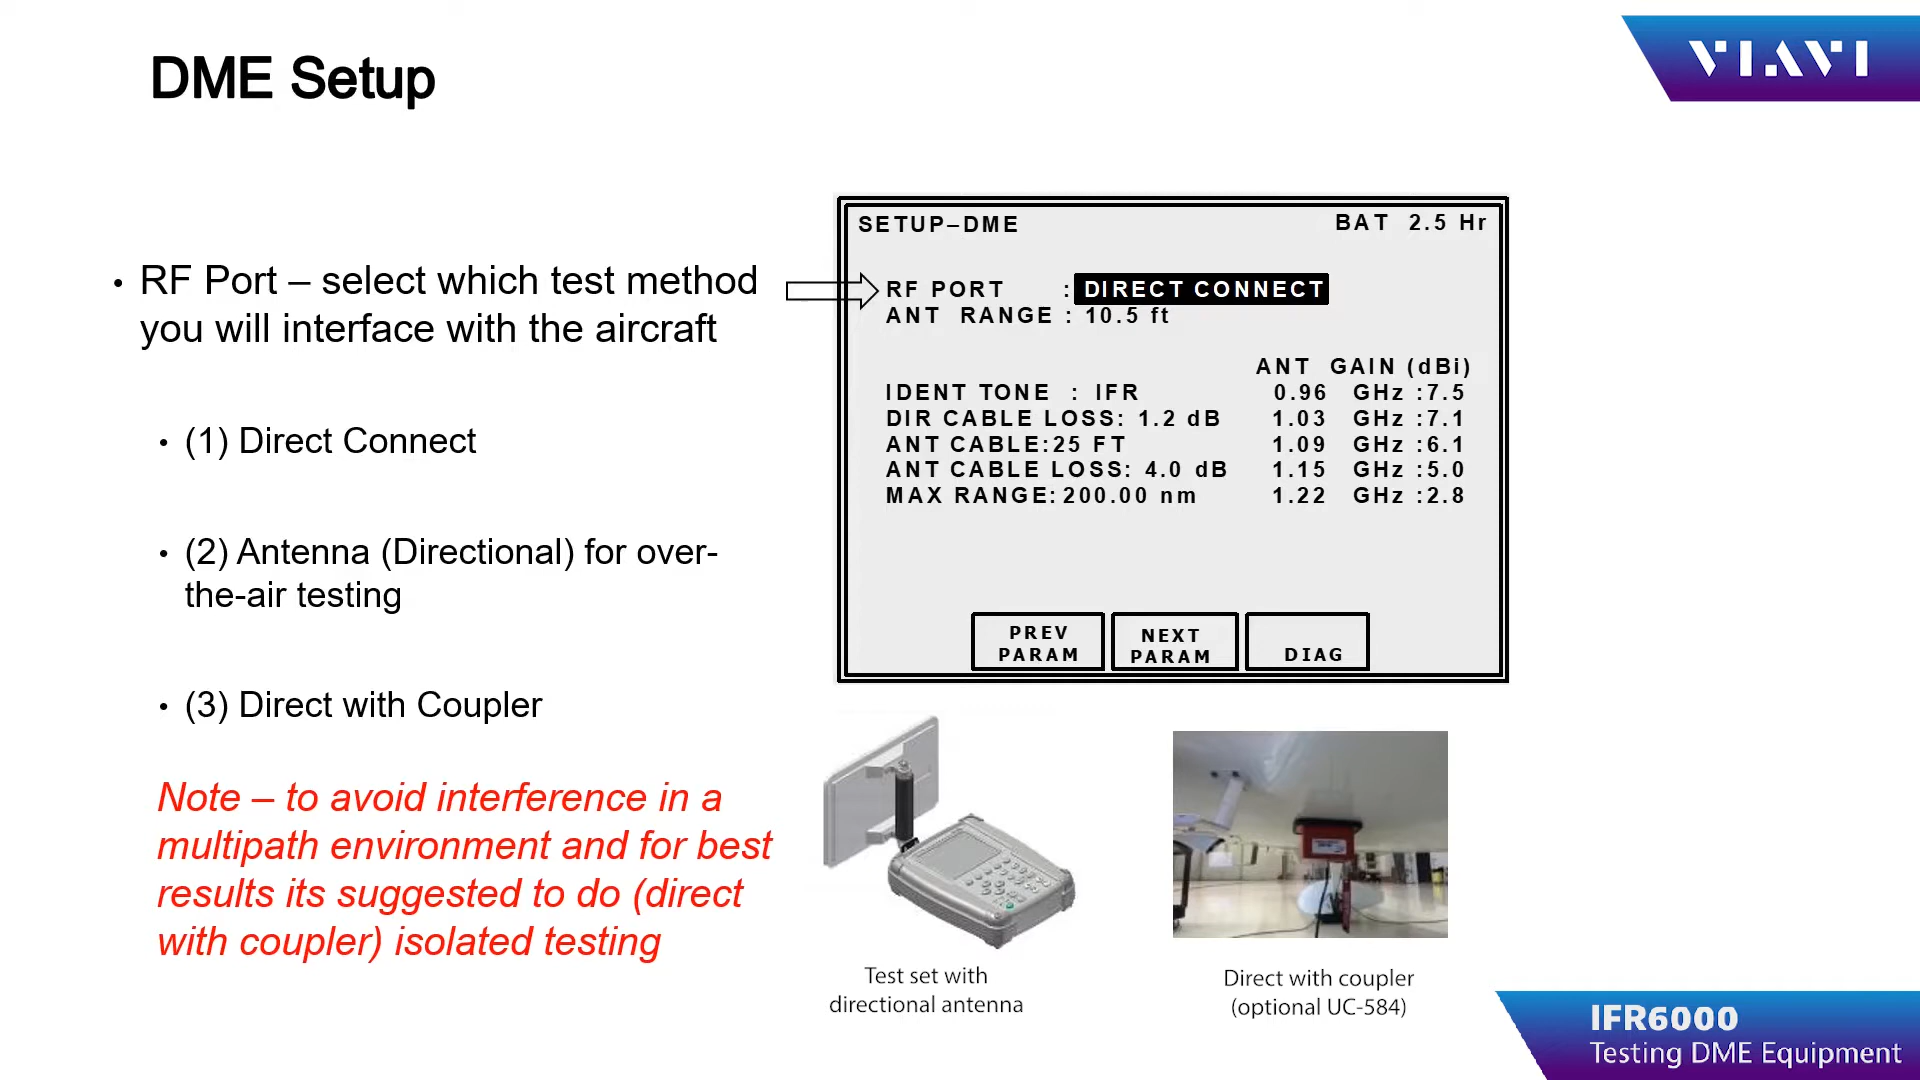 DME Setup
VIAVI
• RF Port – select which test method
you will interface with the aircraft
• (1) Direct Connect
• (2) Antenna (Directional) for over-
the-air testing
• (3) Direct with Coupler
Note – to avoid interference in a
multipath environment and for best
results its suggested to do (direct
with coupler) isolated testing
SETUP–DME BAT 2.5 Hr
RF PORT : DIRECT CONNECT
ANT RANGE : 10.5 ft
ANT GAIN (dBi)
IDENT TONE : IFR 0.96 GHz :7.5
DIR CABLE LOSS: 1.2 dB 1.03 GHz :7.1
ANT CABLE:25 FT 1.09 GHz :6.1
ANT CABLE LOSS: 4.0 dB 1.15 GHz :5.0
MAX RANGE:200.00 nm 1.22 GHz :2.8
PREV
PARAM
NEXT
PARAM
DIAG
Test set with
directional antenna
Direct with coupler
(optional UC-584)
IFR6000
Testing DME Equipment